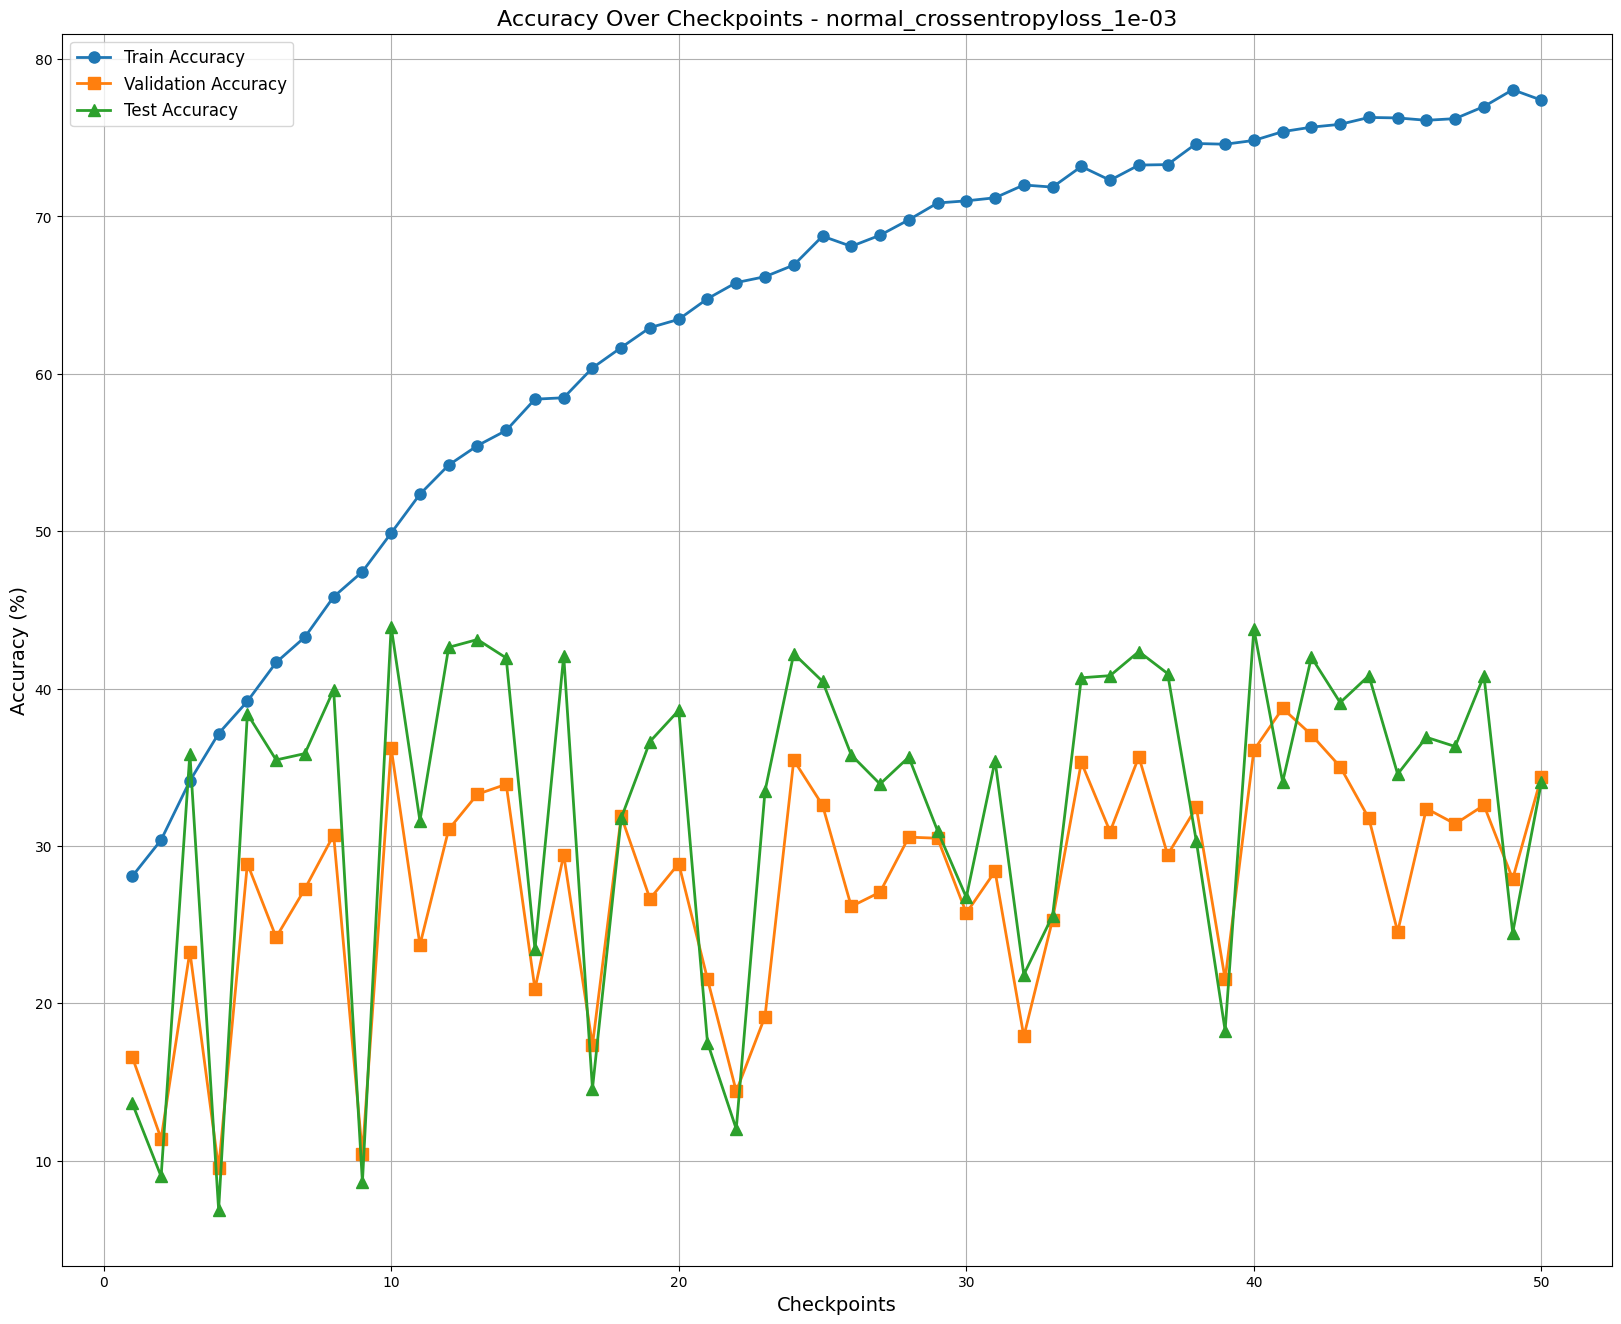 Accuracy Over Checkpoints - normal_crossentropyloss_1e-03
Train Accuracy
Validation Accuracy
Test Accuracy
80
70
60
50
40
30
20
10
Accuracy (%)
0 10 20 30 40 50
Checkpoints